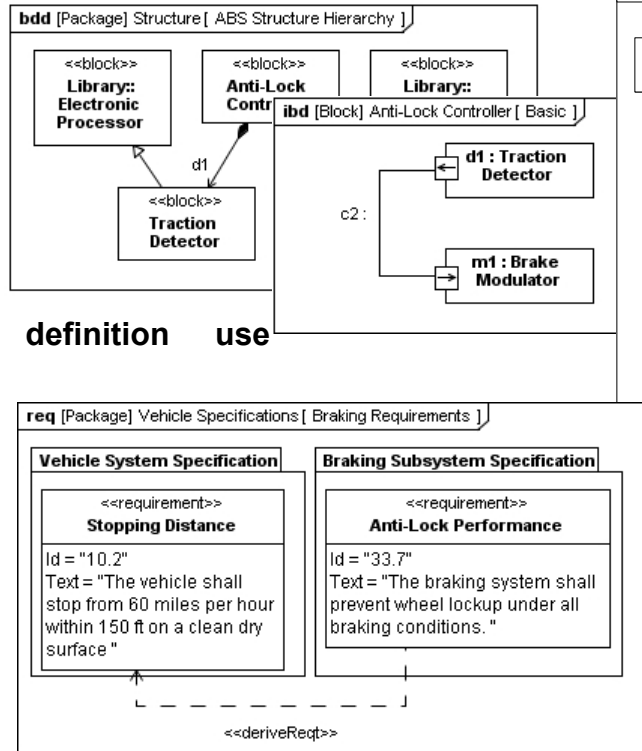 bdd [Package] Structure [ ABS Structure Hierarchy ]
<<block>>
Library::
Electronic
Processor
<<block>>
Anti-Lock
<<block>>
Library::
d1
<<block>>
Traction
Detector
ibd [Block] Anti-Lock Controller [ Basic ]
d1 : Traction
Detector
c2 :
m1 : Brake
Modulator
definition use
req [Package] Vehicle Specifications [ Braking Requirements ]
Vehicle System Specification
<<requirement>>
Stopping Distance
Id = "10.2"
Text = "The vehicle shall
stop from 60 miles per hour
within 150 ft on a clean dry
surface "
Braking Subsystem Specification
<<requirement>>
Anti-Lock Performance
Id = "33.7"
Text = "The braking system shall
prevent wheel lockup under all
braking conditions. "
<<deriveReqt>>